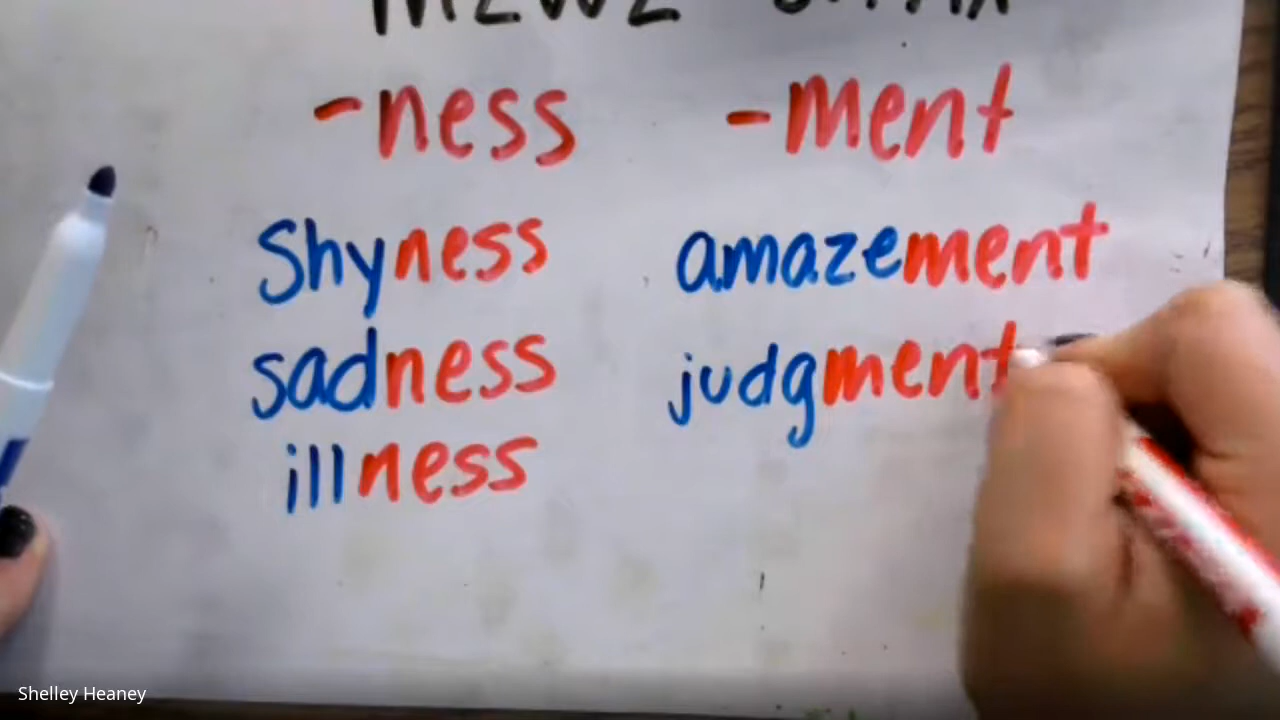 -ness -ment
Shyness amazement
sadness judgment
illness
Shelley Heaney